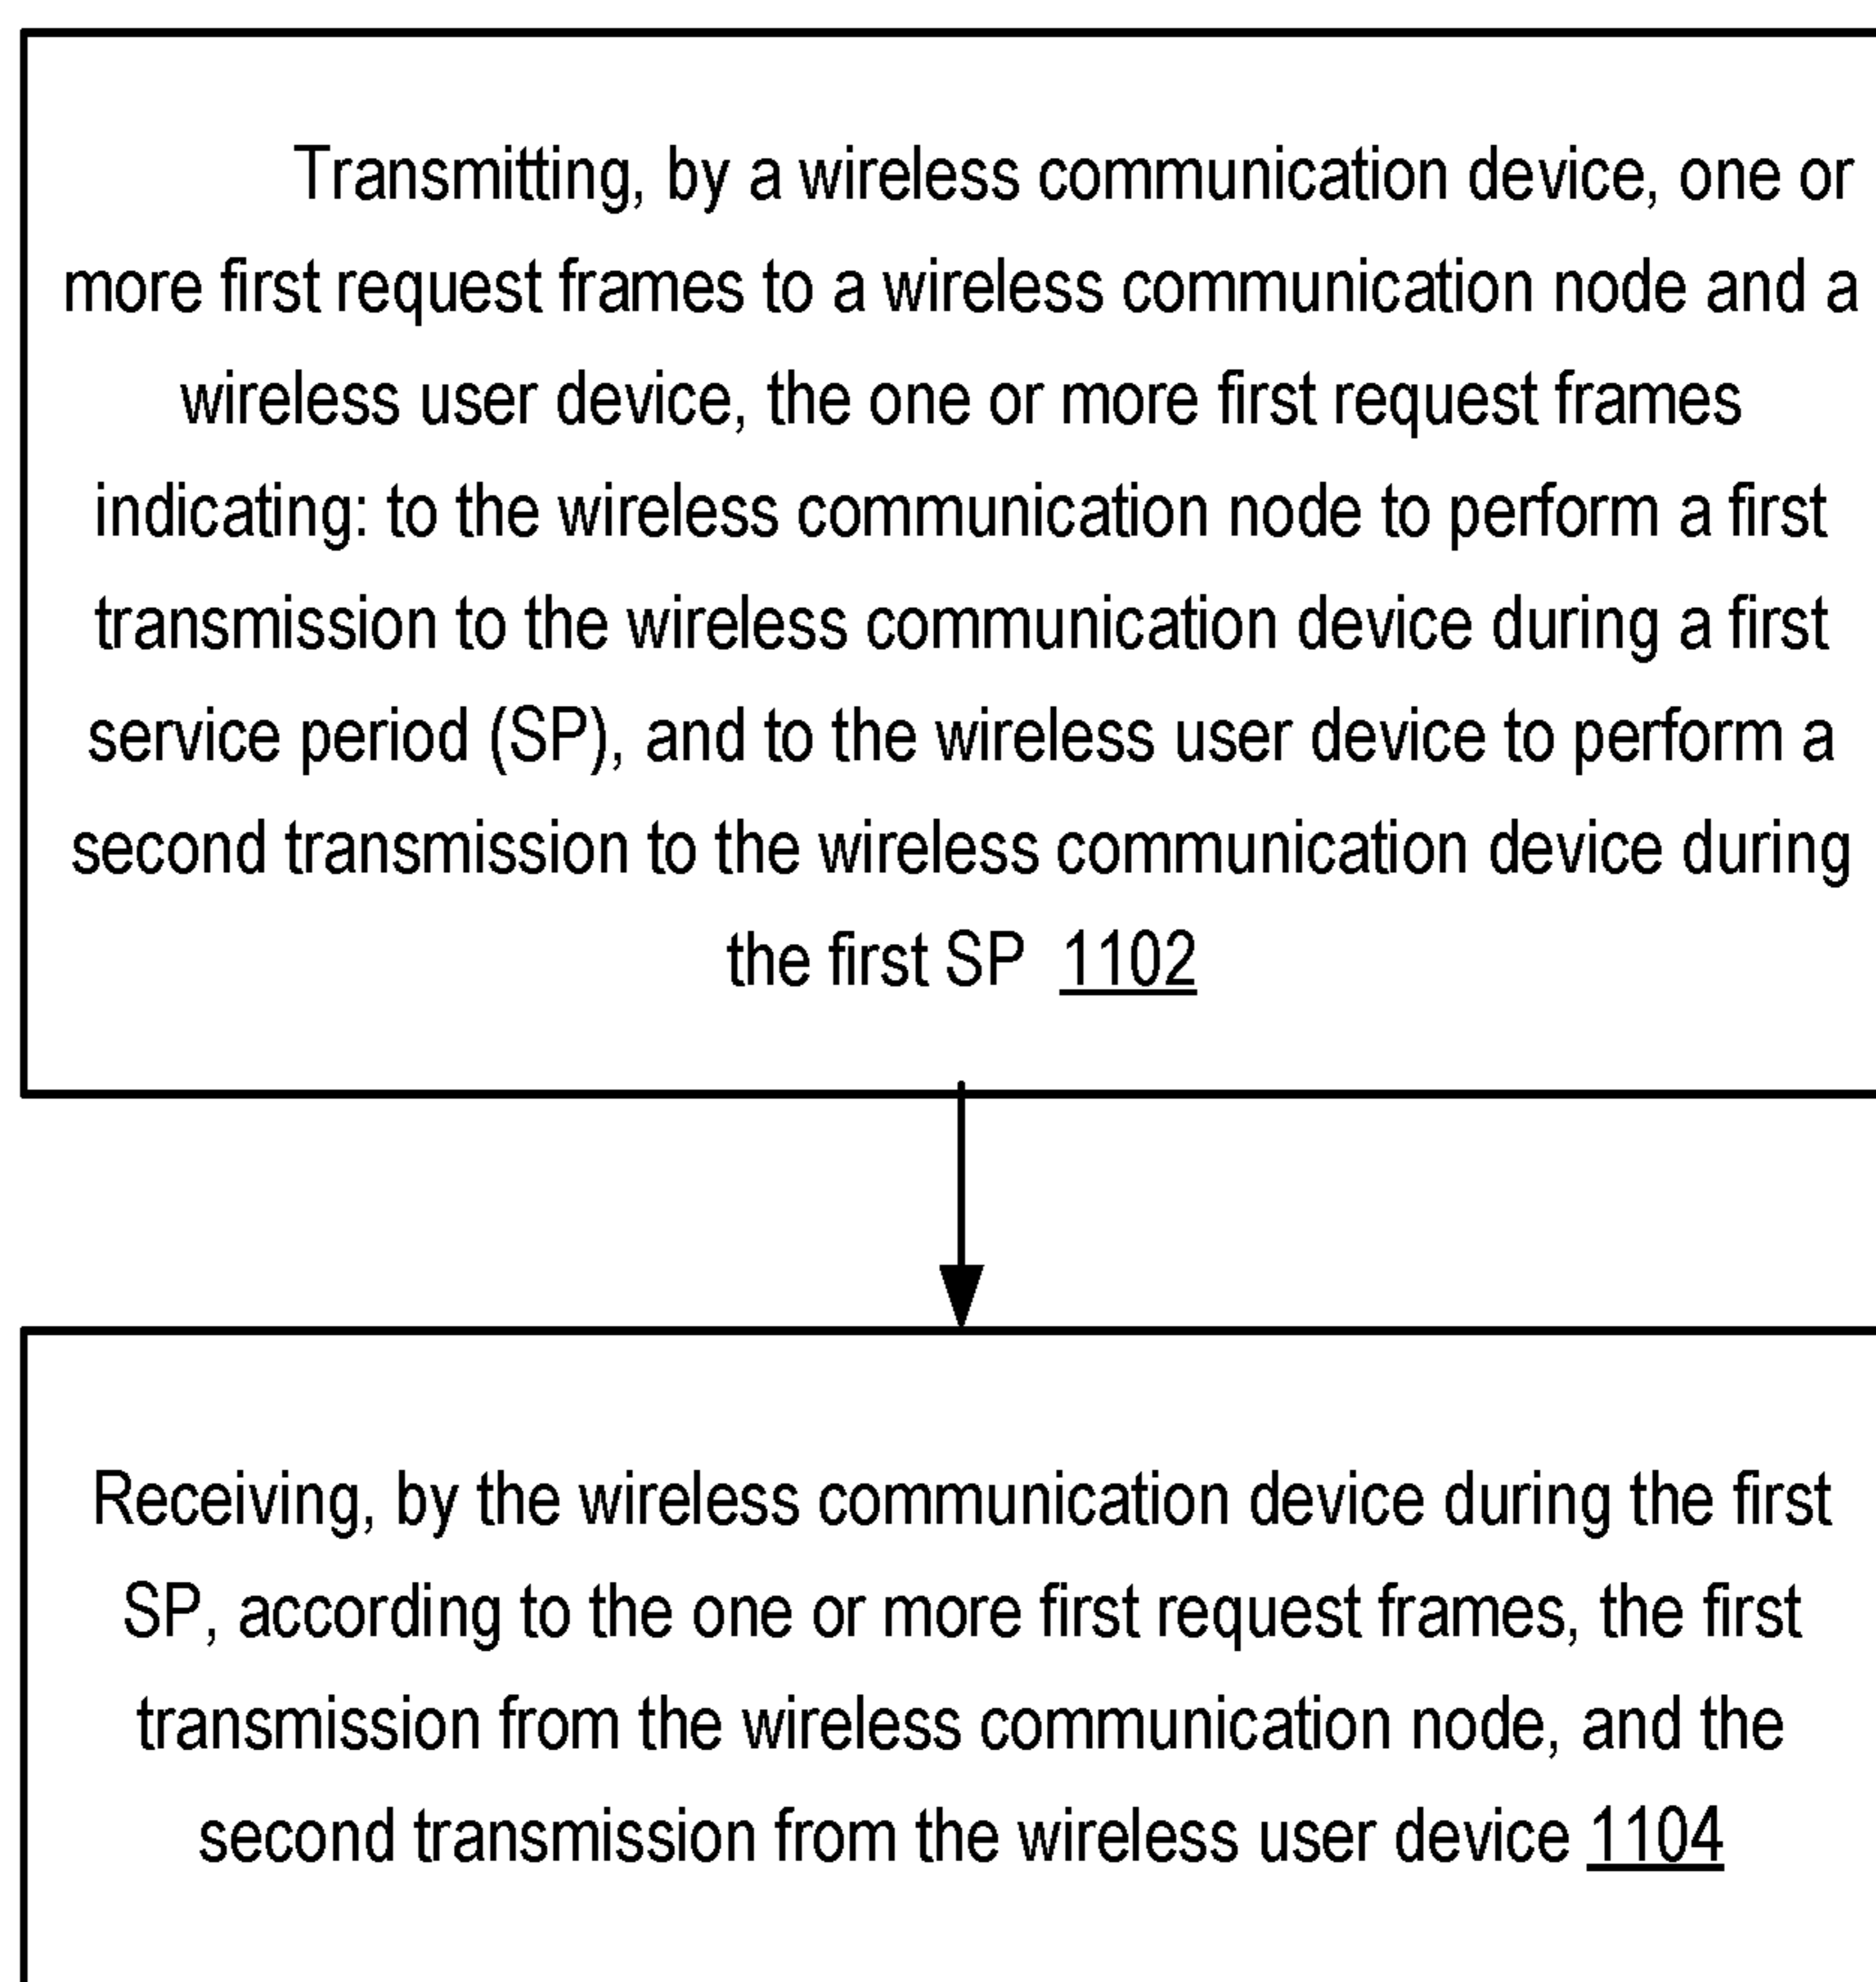 Transmitting, by a wireless communication device, one or
more first request frames to a wireless communication node and a
wireless user device, the one or more first request frames
indicating: to the wireless communication node to perform a first
transmission to the wireless communication device during a first
service period (SP), and to the wireless user device to perform a
second transmission to the wireless communication device during
the first SP 1102
Receiving, by the wireless communication device during the first
SP, according to the one or more first request frames, the first
transmission from the wireless communication node, and the
second transmission from the wireless user device 1104